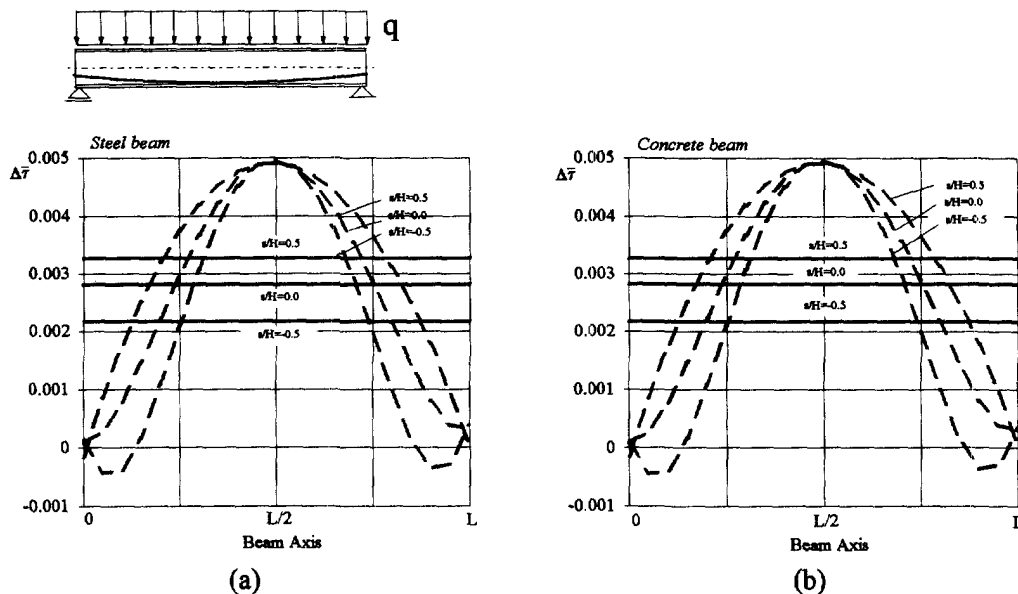 q
Steel beam
Δτ̄
0.005
0.004
0.003
0.002
0.001
0
-0.001
s/H=0.5
s/H=0.0
s/H=-0.5
s/H=0.5
s/H=0.0
s/H=-0.5
0
L/2
L
Beam Axis
(a)
Concrete beam
Δτ̄
0.005
0.004
0.003
0.002
0.001
0
-0.001
s/H=0.5
s/H=0.0
s/H=-0.5
s/H=0.5
s/H=0.0
s/H=-0.5
0
L/2
L
Beam Axis
(b)